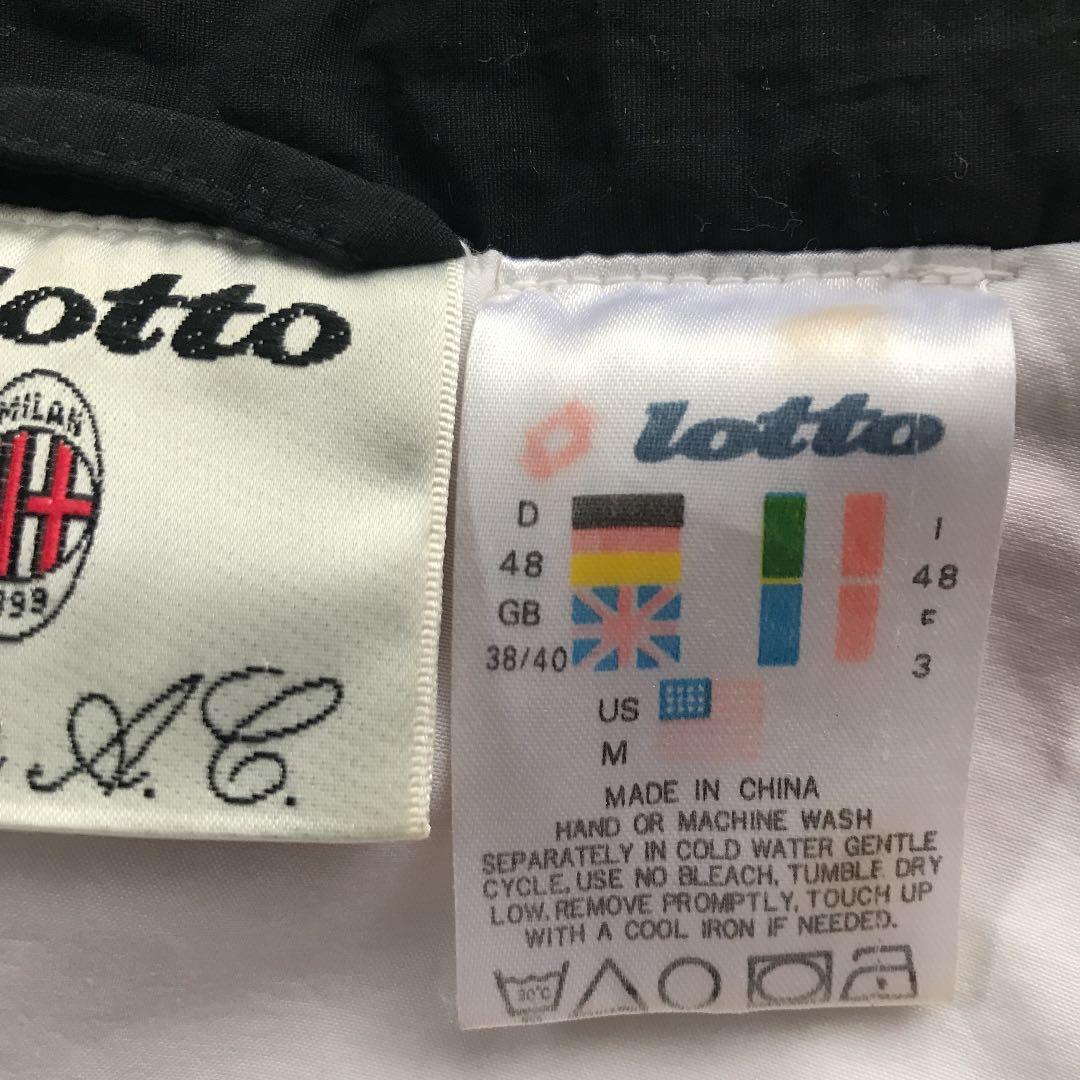 lotto
MILAN
1899
A.C.
lotto
D
48
GB
38/40
I
48
F
3
US
M
MADE IN CHINA
HAND OR MACHINE WASH
SEPARATELY IN COLD WATER GENTLE
CYCLE, USE NO BLEACH, TUMBLE DRY
LOW, REMOVE PROMPTLY, TOUCH UP
WITH A COOL IRON IF NEEDED.
30°C